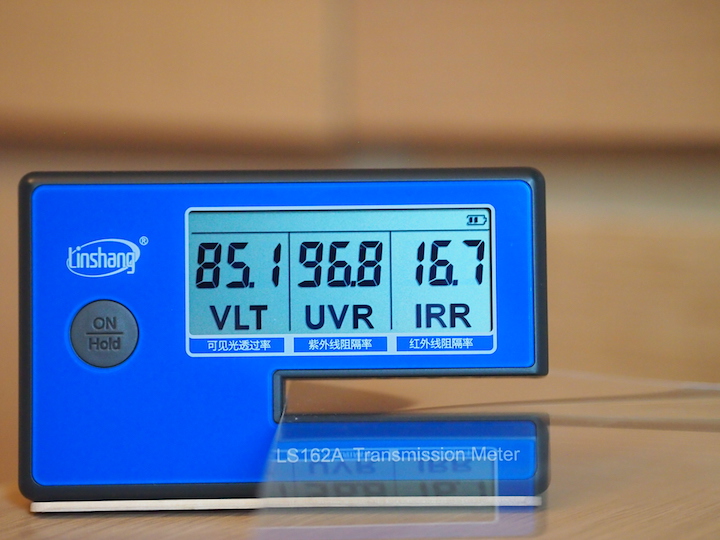 Linshang®
ON
Hold
85.1 96.8 16.7
VLT UVR IRR
可见光透过率 紫外线阻隔率 红外线阻隔率
LS162A Transmission Meter